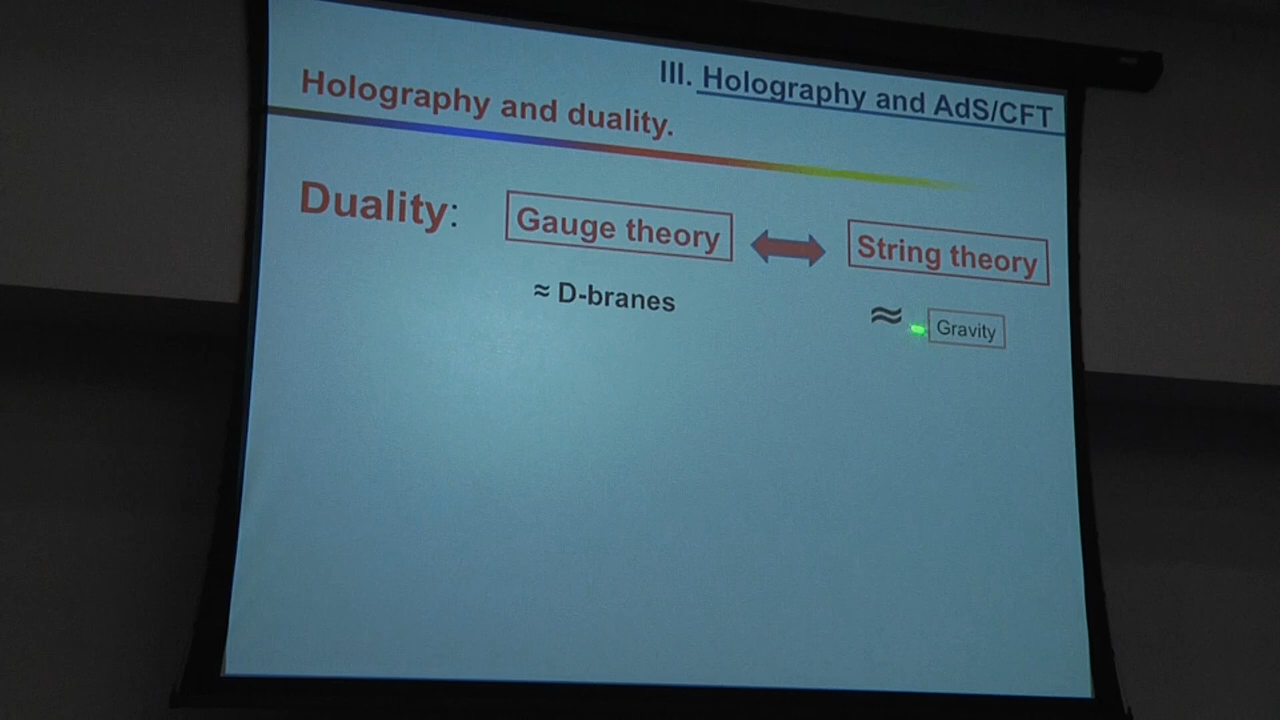 III. Holography and AdS/CFT
Holography and duality.
Duality: Gauge theory String theory
≈ D-branes ≈ Gravity